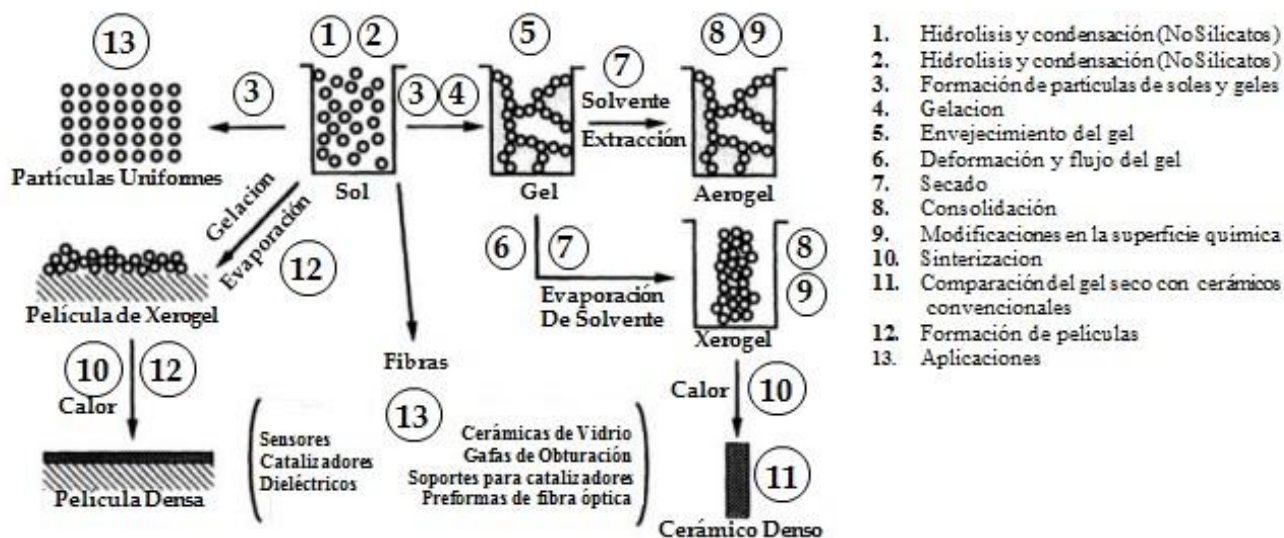 13
1 2
5
8 9
3
3 4
7
Solvente
Extracción
Partículas Uniformes
Sol
Gel
Aerogel
Gelacion
Evaporación
12
6 7
8
9
Evaporación
De Solvente
Película de Xerogel
Xerogel
Fibras
10 12
Calor
Calor
10
13
Sensores
Catalizadores
Dieléctricos
Cerámicas de Vidrio
Gafas de Obturación
Soportes para catalizadores
Preformas de fibra óptica
11
Película Densa
Cerámico Denso
1. Hidrolisis y condensación (No Silicatos)
2. Hidrolisis y condensación (No Silicatos)
3. Formación de partículas de soles y geles
4. Gelacion
5. Envejecimiento del gel
6. Deformación y flujo del gel
7. Secado
8. Consolidación
9. Modificaciones en la superficie quimica
10. Sinterizacion
11. Comparación del gel seco con cerámicos
convencionales
12. Formación de películas
13. Aplicaciones